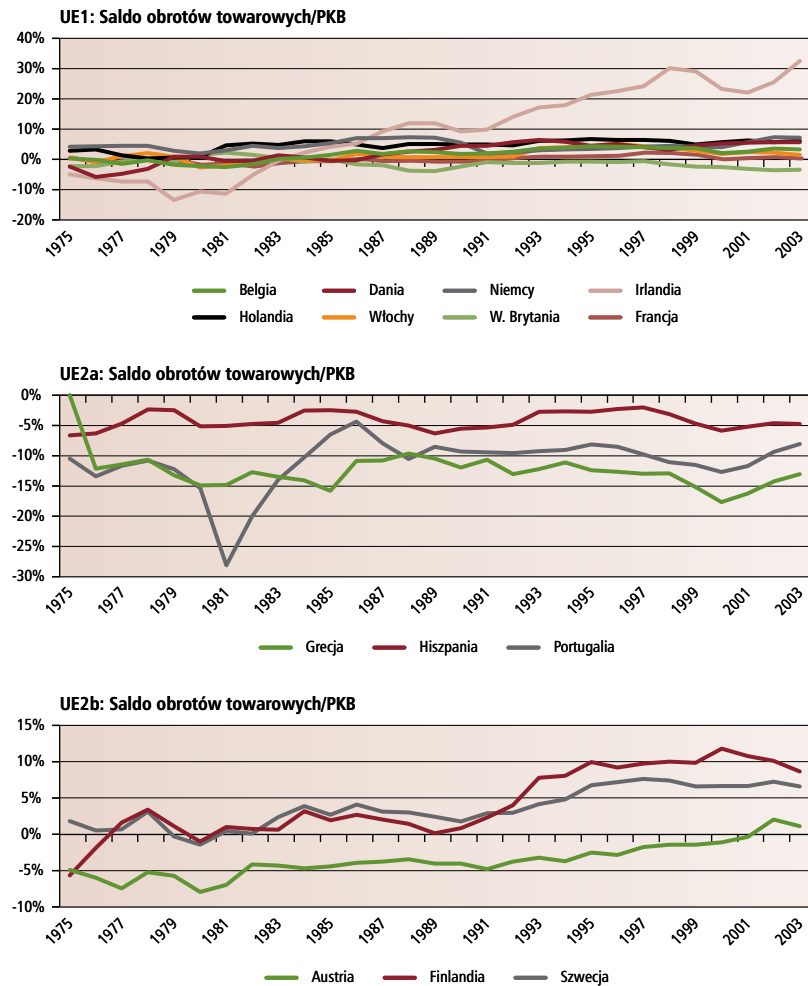 UE1: Saldo obrotów towarowych/PKB
40%
30%
20%
10%
0%
-10%
-20%
1975 1977 1979 1981 1983 1985 1987 1989 1991 1993 1995 1997 1999 2001 2003
Belgia Dania Niemcy Irlandia
Holandia Włochy W. Brytania Francja
UE2a: Saldo obrotów towarowych/PKB
0%
-5%
-10%
-15%
-20%
-25%
-30%
1975 1977 1979 1981 1983 1985 1987 1989 1991 1993 1995 1997 1999 2001 2003
Grecja Hiszpania Portugalia
UE2b: Saldo obrotów towarowych/PKB
15%
10%
5%
0%
-5%
-10%
1975 1977 1979 1981 1983 1985 1987 1989 1991 1993 1995 1997 1999 2001 2003
Austria Finlandia Szwecja